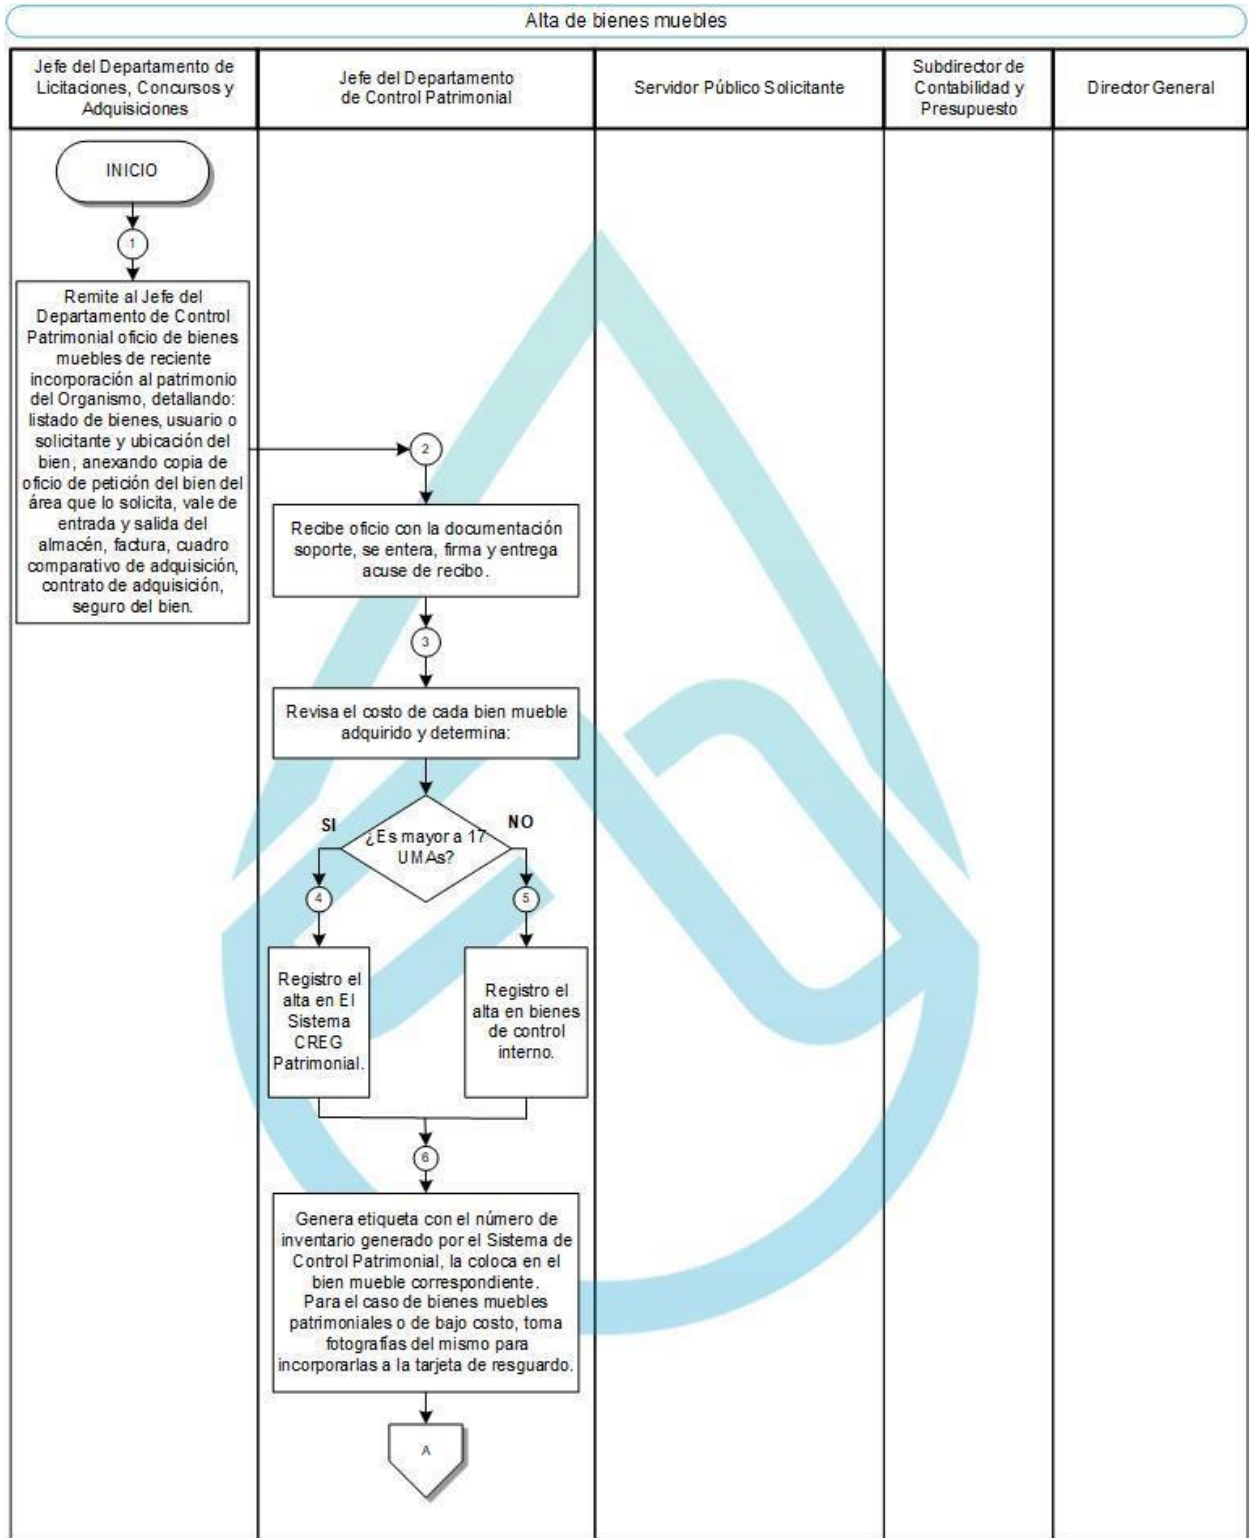 Alta de bienes muebles
Jefe del Departamento de
Licitaciones, Concursos y
Adquisiciones
Jefe del Departamento
de Control Patrimonial
Servidor Público Solicitante
Subdirector de
Contabilidad y
Presupuesto
Director General
INICIO
1
Remite al Jefe del
Departamento de Control
Patrimonial oficio de bienes
muebles de reciente
incorporación al patrimonio
del Organismo, detallando:
listado de bienes, usuario o
solicitante y ubicación del
bien, anexando copia de
oficio de petición del bien del
área que lo solicita, vale de
entrada y salida del
almacén, factura, cuadro
comparativo de adquisición,
contrato de adquisición,
seguro del bien.
2
Recibe oficio con la documentación
soporte, se entera, firma y entrega
acuse de recibo.
3
Revisa el costo de cada bien mueble
adquirido y determina:
¿Es mayor a 17
UMAs?
SI
NO
4
5
Registro el
alta en El
Sistema
CREG
Patrimonial.
Registro el
alta en bienes
de control
interno.
6
Genera etiqueta con el número de
inventario generado por el Sistema de
Control Patrimonial, la coloca en el
bien mueble correspondiente.
Para el caso de bienes muebles
patrimoniales o de bajo costo, toma
fotografías del mismo para
incorporarlas a la tarjeta de resguardo.
A